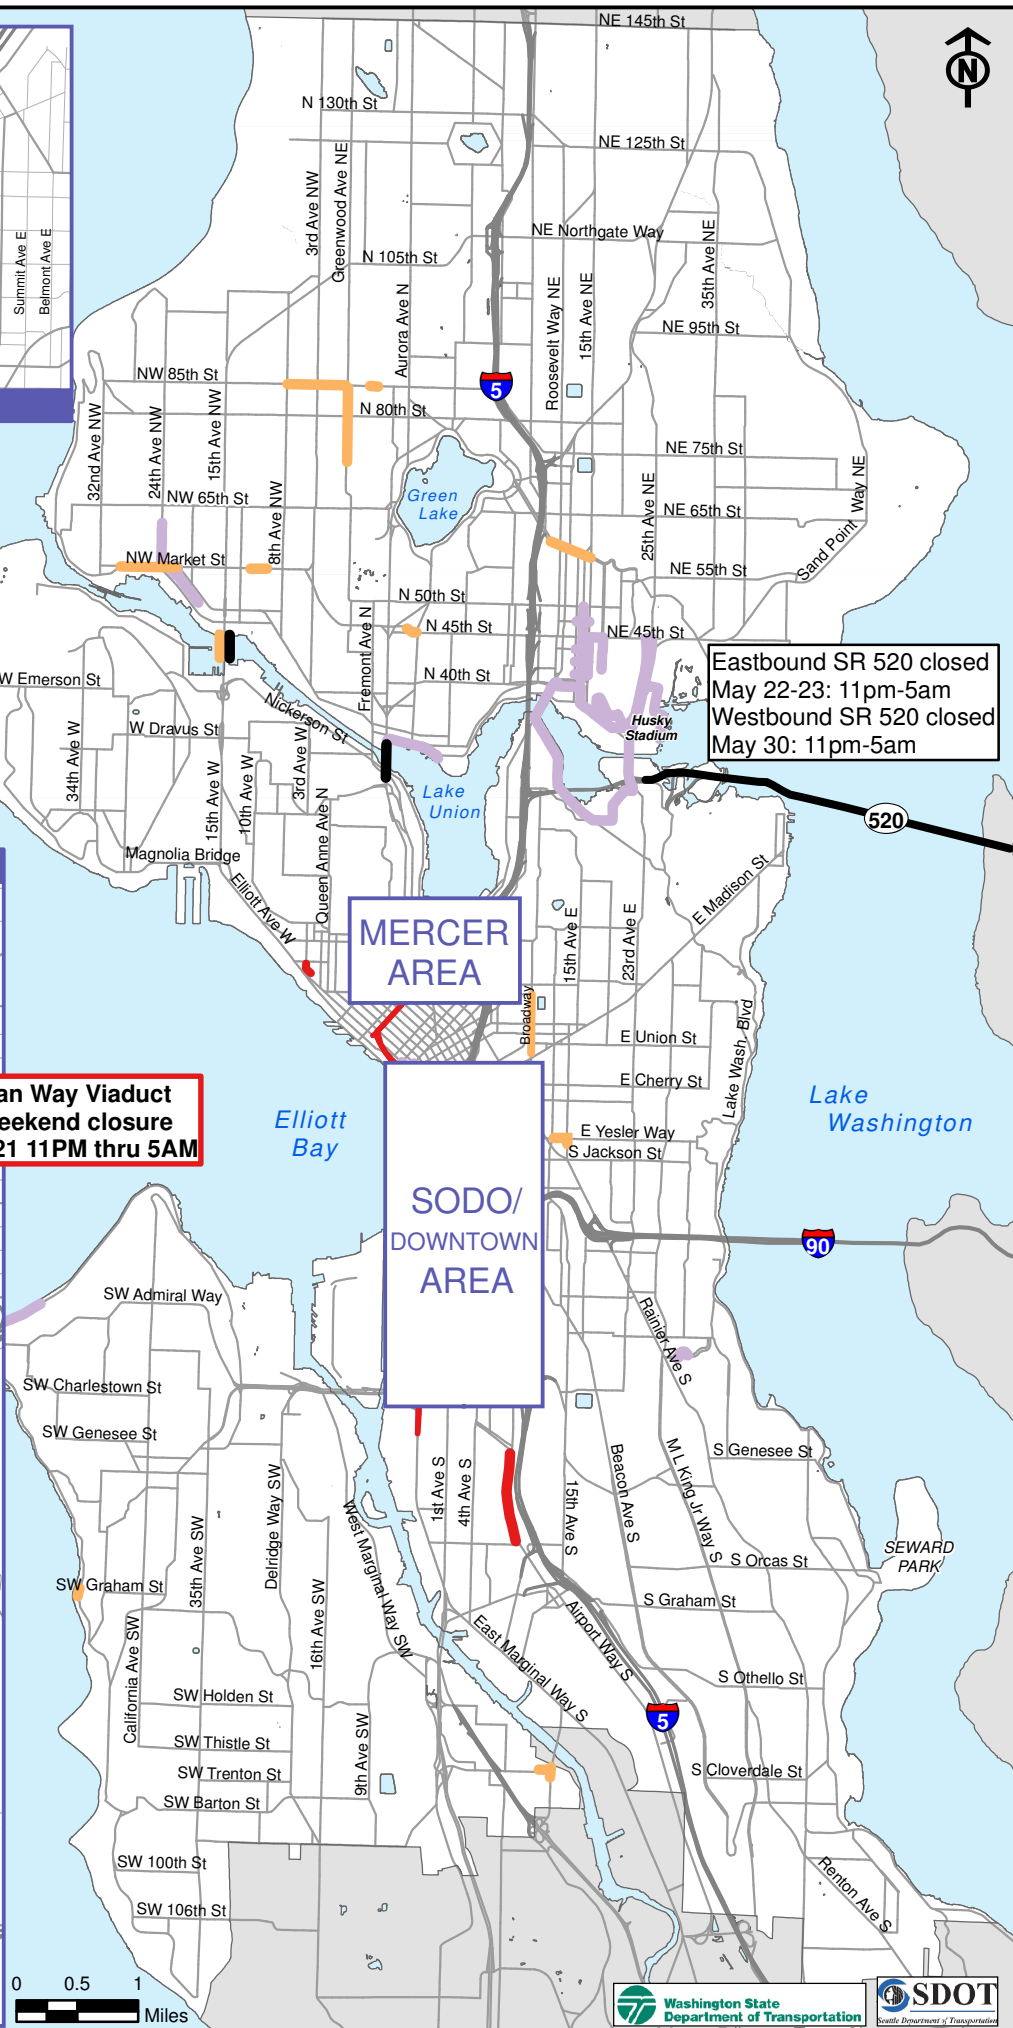 NE 145th St
N
N 130th St
NE 125th St
3rd Ave NW
Greenwood Ave NE
NE Northgate Way
N 105th St
Summit Ave E
Belmont Ave E
Aurora Ave N
Roosevelt Way NE
15th Ave NE
35th Ave NE
NE 95th St
NW 85th St
5
32nd Ave NW
24th Ave NW
15th Ave NW
N 80th St
NE 75th St
NW 65th St
8th Ave NW
Green
Lake
25th Ave NE
NE 65th St
Sand Point Way NE
NW Market St
NE 55th St
N 50th St
Fremont Ave N
N 45th St
NE 45th St
W Emerson St
N 40th St
Eastbound SR 520 closed
May 22-23: 11pm-5am
Westbound SR 520 closed
May 30: 11pm-5am
Nickerson St
34th Ave W
W Dravus St
Husky
Stadium
15th Ave W
10th Ave W
3rd Ave W
Queen Anne Ave N
Lake
Union
520
Magnolia Bridge
Elliott Ave W
E Madison St
MERCER
AREA
15th Ave E
23rd Ave E
Broadway
E Union St
Lake Wash. Blvd
E Cherry St
an Way Viaduct
eekend closure
21 11PM thru 5AM
Elliott
Bay
Lake
Washington
E Yesler Way
S Jackson St
SODO/
DOWNTOWN
AREA
90
SW Admiral Way
Rainier Ave S
SW Charlestown St
SW Genesee St
1st Ave S
4th Ave S
15th Ave S
Beacon Ave S
M L King Jr Way S
S Genesee St
35th Ave SW
Delridge Way SW
West Marginal Way SW
SEWARD
PARK
S Orcas St
SW Graham St
16th Ave SW
S Graham St
California Ave SW
East Marginal Way S
Airport Way S
S Othello St
SW Holden St
5
SW Thistle St
9th Ave SW
SW Trenton St
S Cloverdale St
SW Barton St
SW 100th St
Renton Ave S
SW 106th St
0 0.5 1
Miles
Washington State
Department of Transportation
SDOT
Seattle Department of Transportation